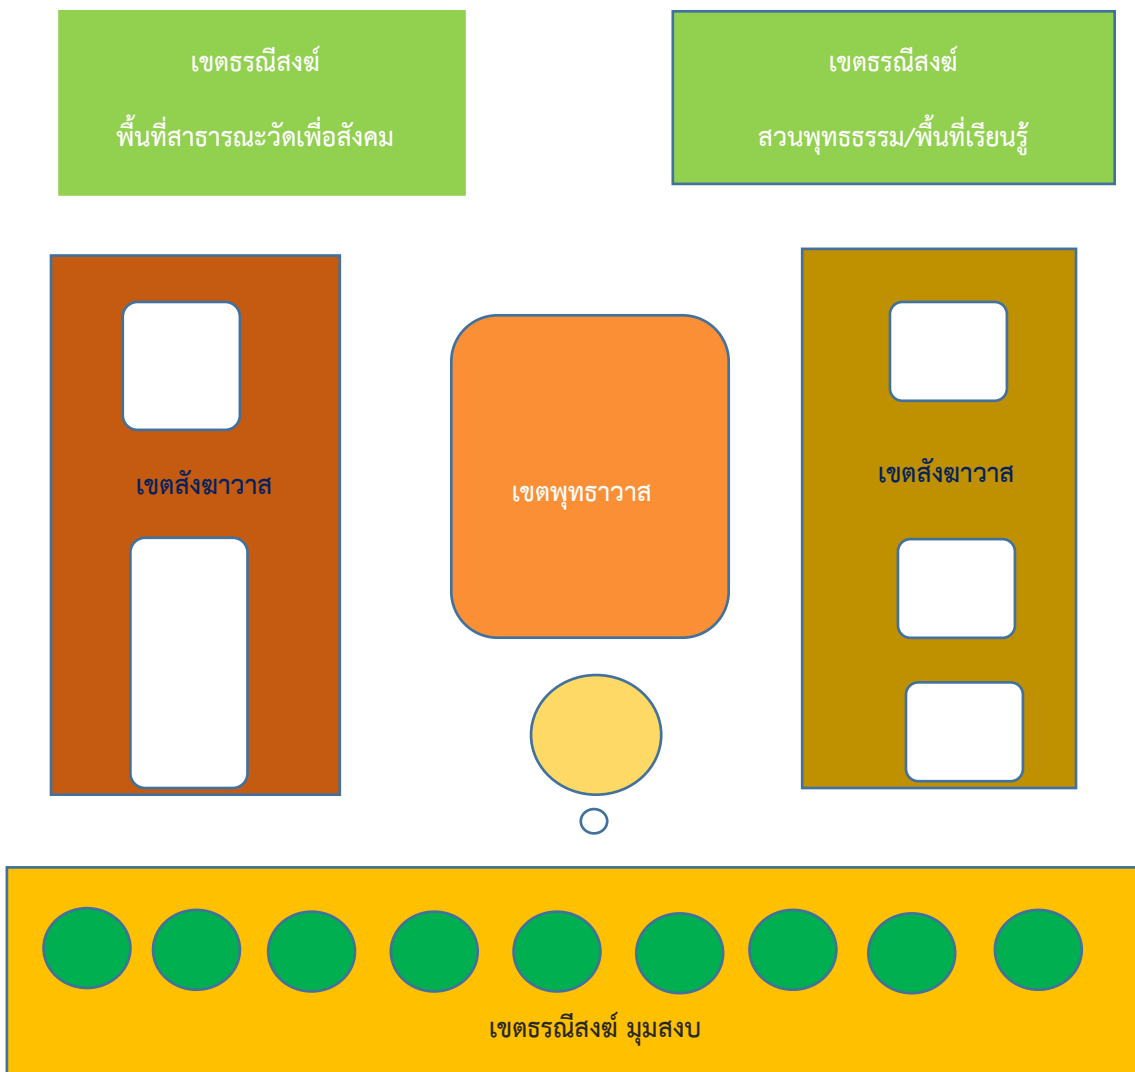 เขตธรณีสงฆ์
พื้นที่สาธารณะวัดเพื่อสังคม
เขตธรณีสงฆ์
สวนพุทธธรรม/พื้นที่เรียนรู้
เขตสังฆาวาส
เขตพุทธาวาส
เขตสังฆาวาส
เขตธรณีสงฆ์ มุมสงบ